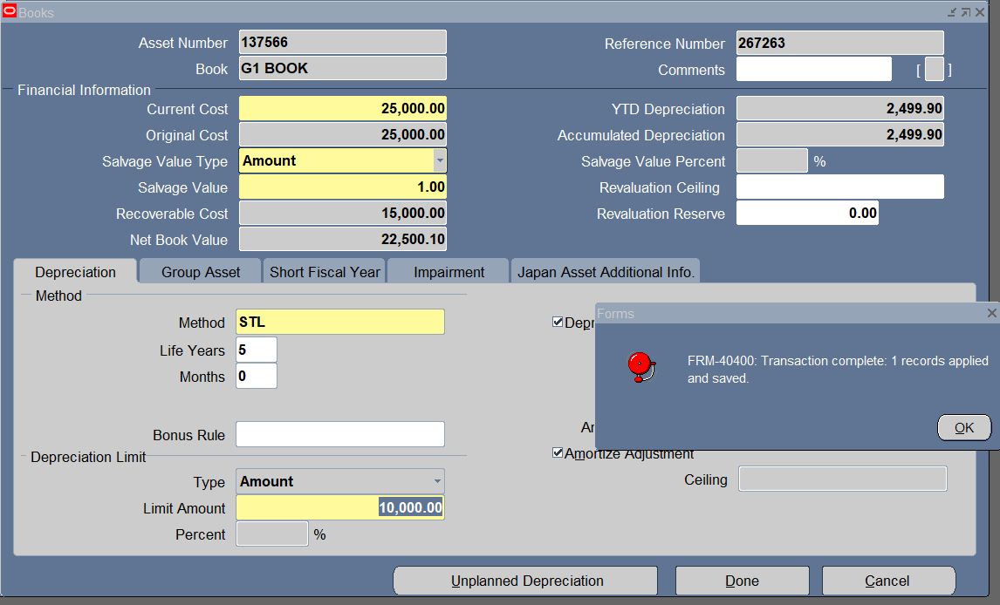 Books
Asset Number 137566
Reference Number 267263
Book G1 BOOK
Comments [ ]
Financial Information
Current Cost 25,000.00
YTD Depreciation 2,499.90
Original Cost 25,000.00
Accumulated Depreciation 2,499.90
Salvage Value Type Amount
Salvage Value Percent %
Salvage Value 1.00
Revaluation Ceiling
Recoverable Cost 15,000.00
Revaluation Reserve 0.00
Net Book Value 22,500.10
Depreciation Group Asset Short Fiscal Year Impairment Japan Asset Additional Info.
Method
Method STL
Life Years 5
Months 0
Bonus Rule
Depreciation Limit
Type Amount
Limit Amount 10,000.00
Percent %
Depr
Forms
FRM-40400: Transaction complete: 1 records applied
and saved.
OK
Ar
Amortize Adjustment
Ceiling
Unplanned Depreciation Done Cancel